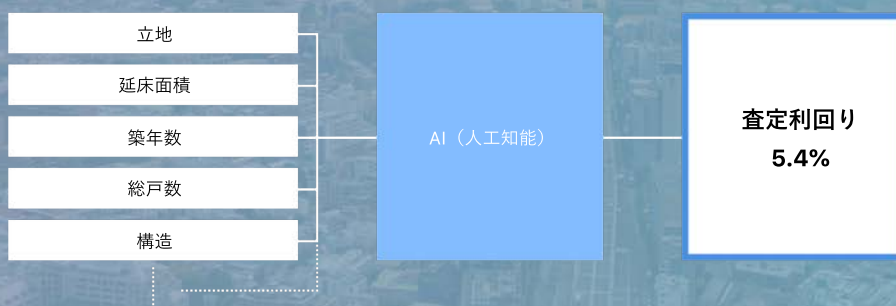 立地
延床面積
築年数
総戸数
構造
AI（人工知能）
査定利回り
5.4%